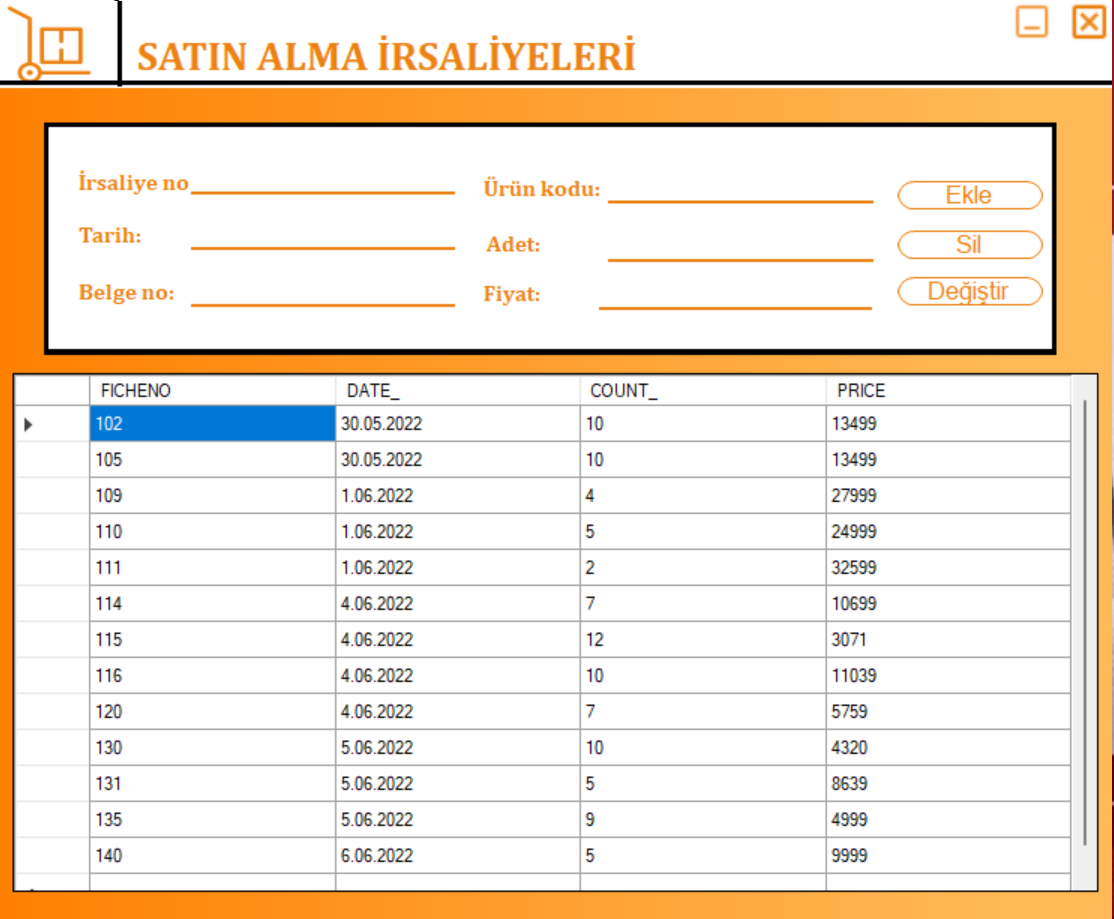 SATIN ALMA İRSALİYELERİ
İrsaliye no
Ürün kodu:
Ekle
Tarih:
Adet:
Sil
Belge no:
Fiyat:
Değiştir
FICHENO DATE_ COUNT_ PRICE
102 30.05.2022 10 13499
105 30.05.2022 10 13499
109 1.06.2022 4 27999
110 1.06.2022 5 24999
111 1.06.2022 2 32599
114 4.06.2022 7 10699
115 4.06.2022 12 3071
116 4.06.2022 10 11039
120 4.06.2022 7 5759
130 5.06.2022 10 4320
131 5.06.2022 5 8639
135 5.06.2022 9 4999
140 6.06.2022 5 9999